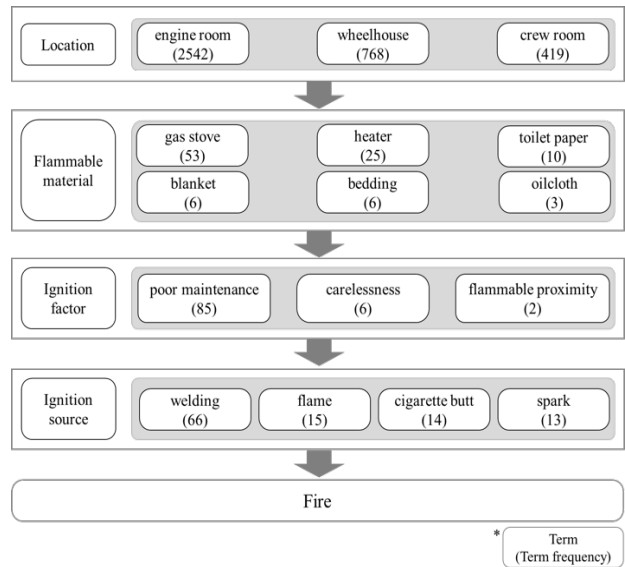 Location
engine room
(2542)
wheelhouse
(768)
crew room
(419)
Flammable
material
gas stove
(53)
heater
(25)
toilet paper
(10)
blanket
(6)
bedding
(6)
oilcloth
(3)
Ignition
factor
poor maintenance
(85)
carelessness
(6)
flammable proximity
(2)
Ignition
source
welding
(66)
flame
(15)
cigarette butt
(14)
spark
(13)
Fire
*
Term
(Term frequency)